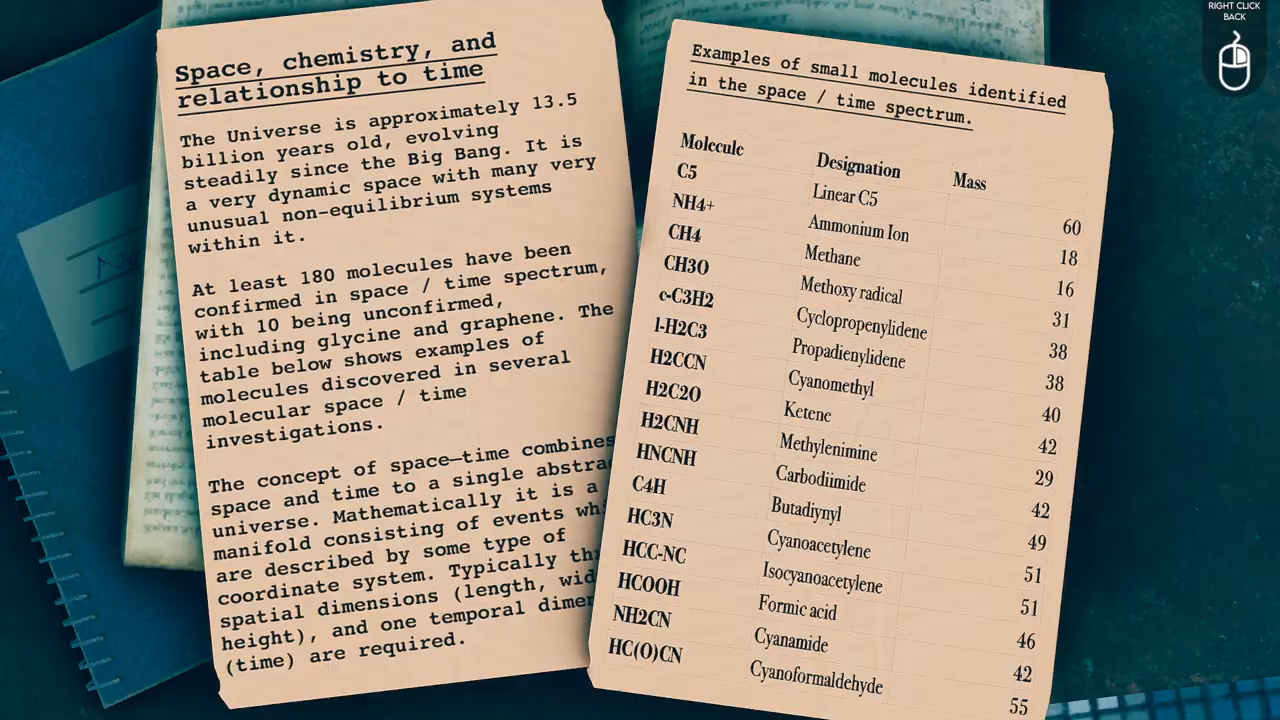 RIGHT CLICK
BACK
Space, chemistry, and
relationship to time
The Universe is approximately 13.5
billion years old, evolving
steadily since the Big Bang. It is
a very dynamic space with many very
unusual non-equilibrium systems
within it.
At least 180 molecules have been
confirmed in space / time spectrum,
with 10 being unconfirmed,
including glycine and graphene. The
table below shows examples of
molecules discovered in several
molecular space / time
investigations.
The concept of space—time combines
space and time to a single
universe. Mathematically it is a
manifold consisting of events
are described by some type of
coordinate system. Typically
spatial dimensions (length,
height), and one temporal
(time) are required.
Examples of small molecules identified
in the space / time spectrum.
Molecule Designation Mass
C5 Linear C5 60
NH4+ Ammonium Ion 18
CH4 Methane 16
CH3O Methoxy radical 31
c-C3H2 Cyclopropenylidene 38
l-H2C3 Propadienylidene 38
H2CCN Cyanomethyl 40
H2C2O Ketene 42
H2CNH Methylenimine 29
HNCNH Carbodiimide 42
C4H Butadiynyl 49
HC3N Cyanoacetylene 51
HCC-NC Isocyanoacetylene 51
HCOOH Formic acid 46
NH2CN Cyanamide 42
HC(O)CN Cyanoformaldehyde 55